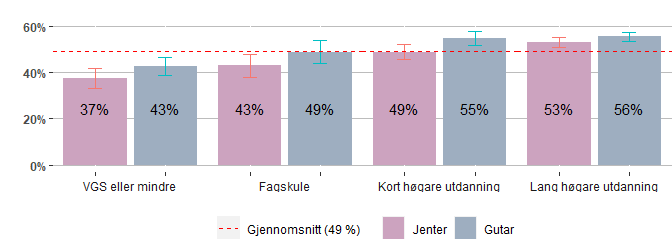 60%
40%
20%
0%
37% 43% 43% 49% 49% 55% 53% 56%
VGS eller mindre Fagskule Kort høgare utdanning Lang høgare utdanning
Gjennomsnitt (49 %) Jenter Gutar